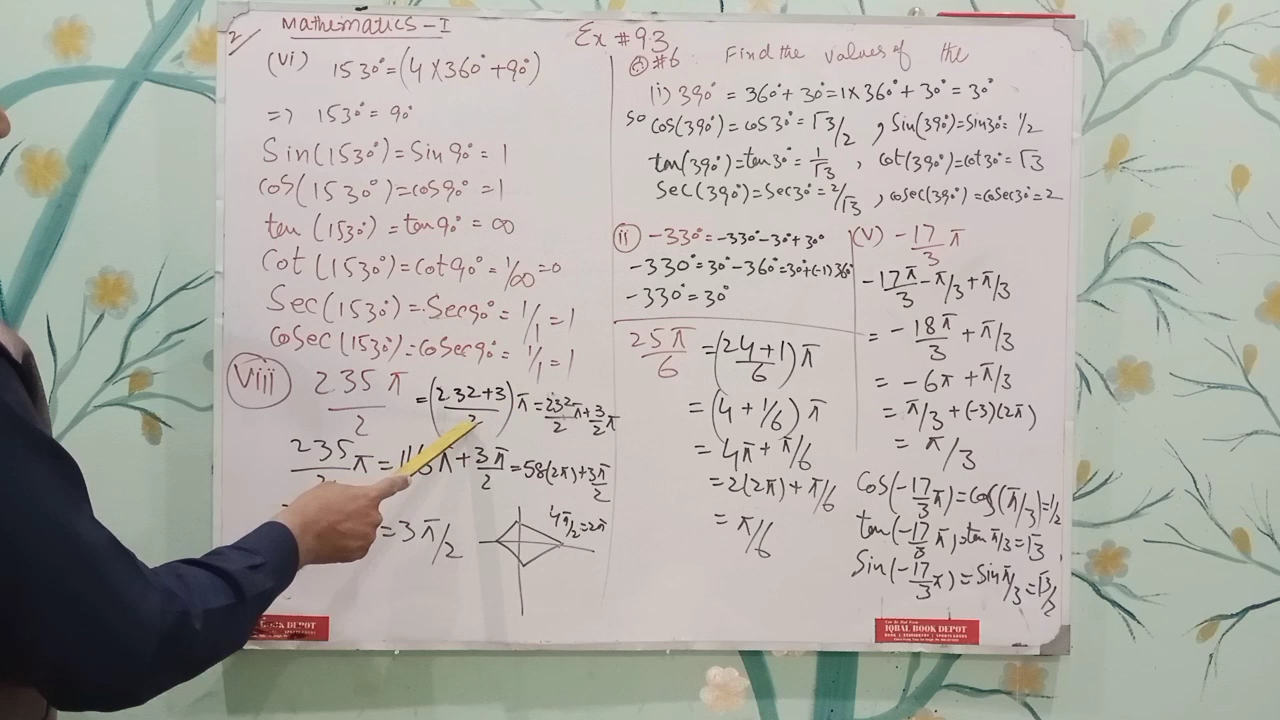 2
Mathematics - I
Ex # 9.3
(vi) 1530° = (4 x 360° + 90°)
=> 1530° = 90°
Sin(1530°) = Sin 90° = 1
cos(1530°) = cos 90° = 1
tan (1530°) = tan 90° = ∞
Cot (1530°) = Cot 90° = 1/∞ = 0
Sec (1530°) = Sec 90° = 1/1 = 1
coSec (1530°) = coSec 90° = 1/1 = 1
(viii) 235π/2 = (232+3/2)π = 232/2 π + 3/2 π
235/2 π = 116π + 3π/2 = 58(2π) + 3π/2
= 3π/2
4π/2 = 2π
Q #6 Find the values of the
(i) 390° = 360° + 30° = 1 x 360° + 30° = 30°
so cos(390°) = cos 30° = √3/2 , Sin(390°) = Sin 30° = 1/2
tan(390°) = tan 30° = 1/√3 , cot(390°) = cot 30° = √3
Sec(390°) = Sec 30° = 2/√3 , coSec(390°) = coSec 30° = 2
(ii) -330° = -330° - 30° + 30°
-330° = 30° - 360° = 30° + (-1) 360°
-330° = 30°
25π/6 = (24+1/6)π
= (4 + 1/6) π
= 4π + π/6
= 2(2π) + π/6
= π/6
(v) -17/3 π
-17π/3 - π/3 + π/3
= -18π/3 + π/3
= -6π + π/3
= π/3 + (-3)(2π)
= π/3
Cos(-17/3 π) = Cos(π/3) = 1/2
tan(-17/3 π) = tan π/3 = √3
Sin(-17/3 π) = Sin π/3 = √3/2
IQBAL BOOK DEPOT
IQBAL BOOK DEPOT